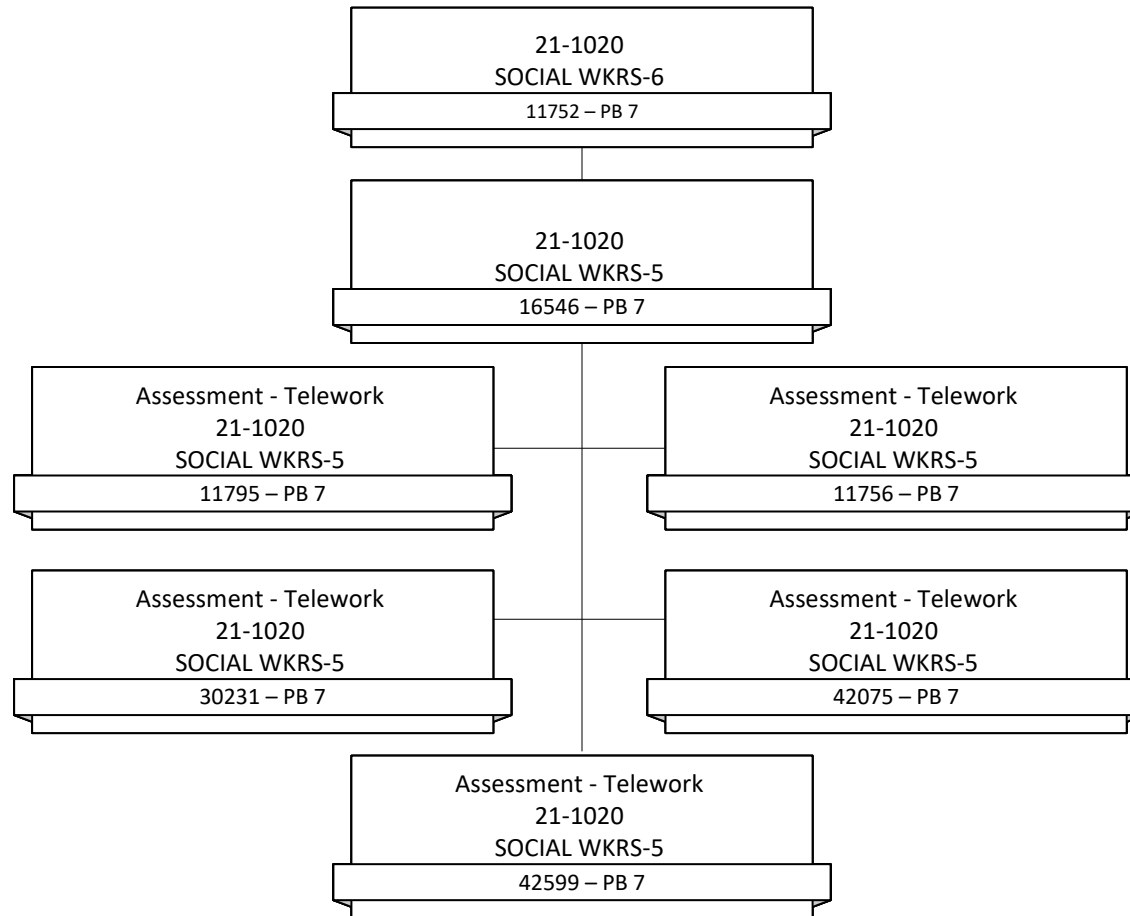 21-1020
SOCIAL WKRS-6
11752 – PB 7
21-1020
SOCIAL WKRS-5
16546 – PB 7
Assessment - Telework
21-1020
SOCIAL WKRS-5
11795 – PB 7
Assessment - Telework
21-1020
SOCIAL WKRS-5
11756 – PB 7
Assessment - Telework
21-1020
SOCIAL WKRS-5
30231 – PB 7
Assessment - Telework
21-1020
SOCIAL WKRS-5
42075 – PB 7
Assessment - Telework
21-1020
SOCIAL WKRS-5
42599 – PB 7